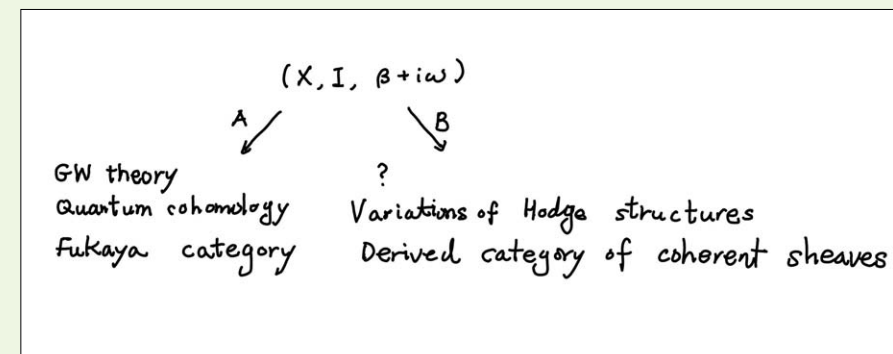 (X, I, β + iω)
A B
GW theory ?
Quantum cohomology Variations of Hodge structures
Fukaya category Derived category of coherent sheaves